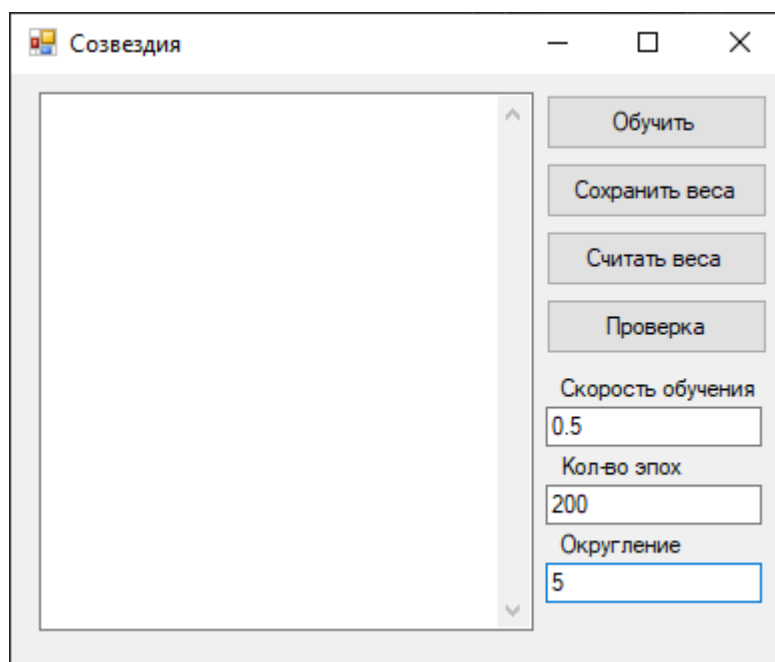 Созвездия
Обучить
Сохранить веса
Считать веса
Проверка
Скорость обучения
0.5
Кол-во эпох
200
Округление
5